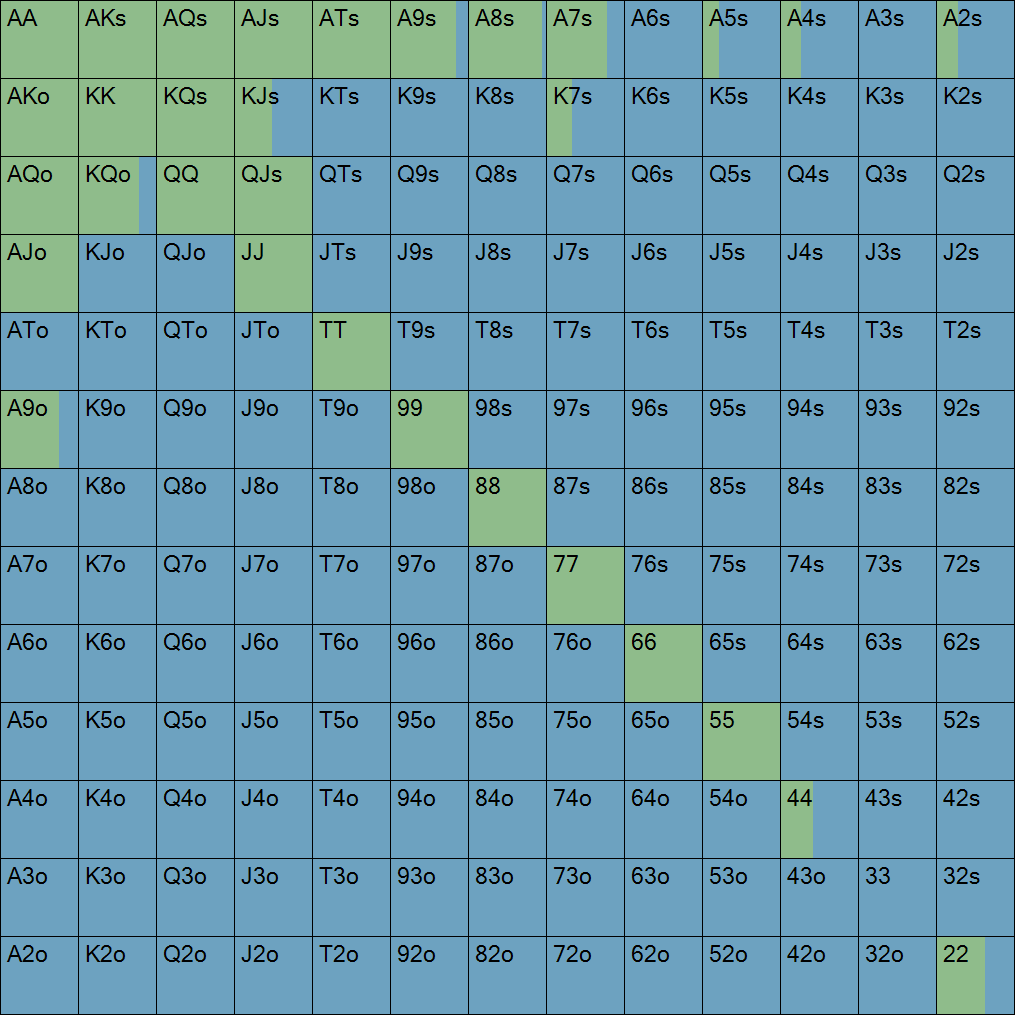 AA AKs AQs AJs ATs A9s A8s A7s A6s A5s A4s A3s A2s
AKo KK KQs KJs KTs K9s K8s K7s K6s K5s K4s K3s K2s
AQo KQo QQ QJs QTs Q9s Q8s Q7s Q6s Q5s Q4s Q3s Q2s
AJo KJo QJo JJ JTs J9s J8s J7s J6s J5s J4s J3s J2s
ATo KTo QTo JTo TT T9s T8s T7s T6s T5s T4s T3s T2s
A9o K9o Q9o J9o T9o 99 98s 97s 96s 95s 94s 93s 92s
A8o K8o Q8o J8o T8o 98o 88 87s 86s 85s 84s 83s 82s
A7o K7o Q7o J7o T7o 97o 87o 77 76s 75s 74s 73s 72s
A6o K6o Q6o J6o T6o 96o 86o 76o 66 65s 64s 63s 62s
A5o K5o Q5o J5o T5o 95o 85o 75o 65o 55 54s 53s 52s
A4o K4o Q4o J4o T4o 94o 84o 74o 64o 54o 44 43s 42s
A3o K3o Q3o J3o T3o 93o 83o 73o 63o 53o 43o 33 32s
A2o K2o Q2o J2o T2o 92o 82o 72o 62o 52o 42o 32o 22